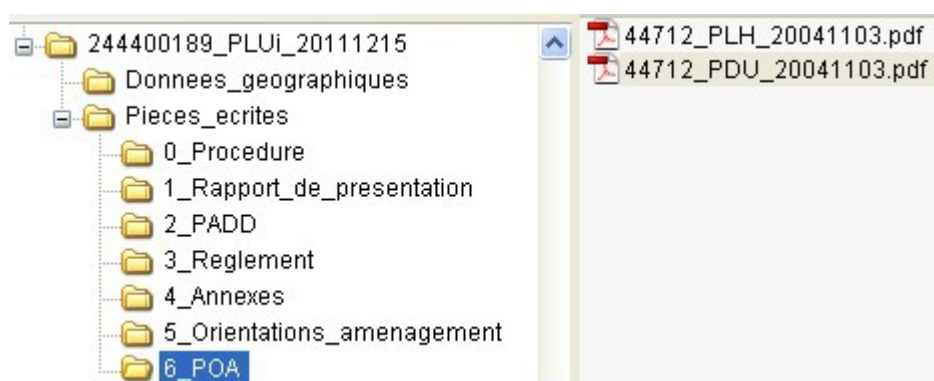 244400189_PLUi_20111215
Donnees_geographiques
Pieces_ecrites
0_Procedure
1_Rapport_de_presentation
2_PADD
3_Reglement
4_Annexes
5_Orientations_amenagement
6_POA
44712_PLH_20041103.pdf
44712_PDU_20041103.pdf